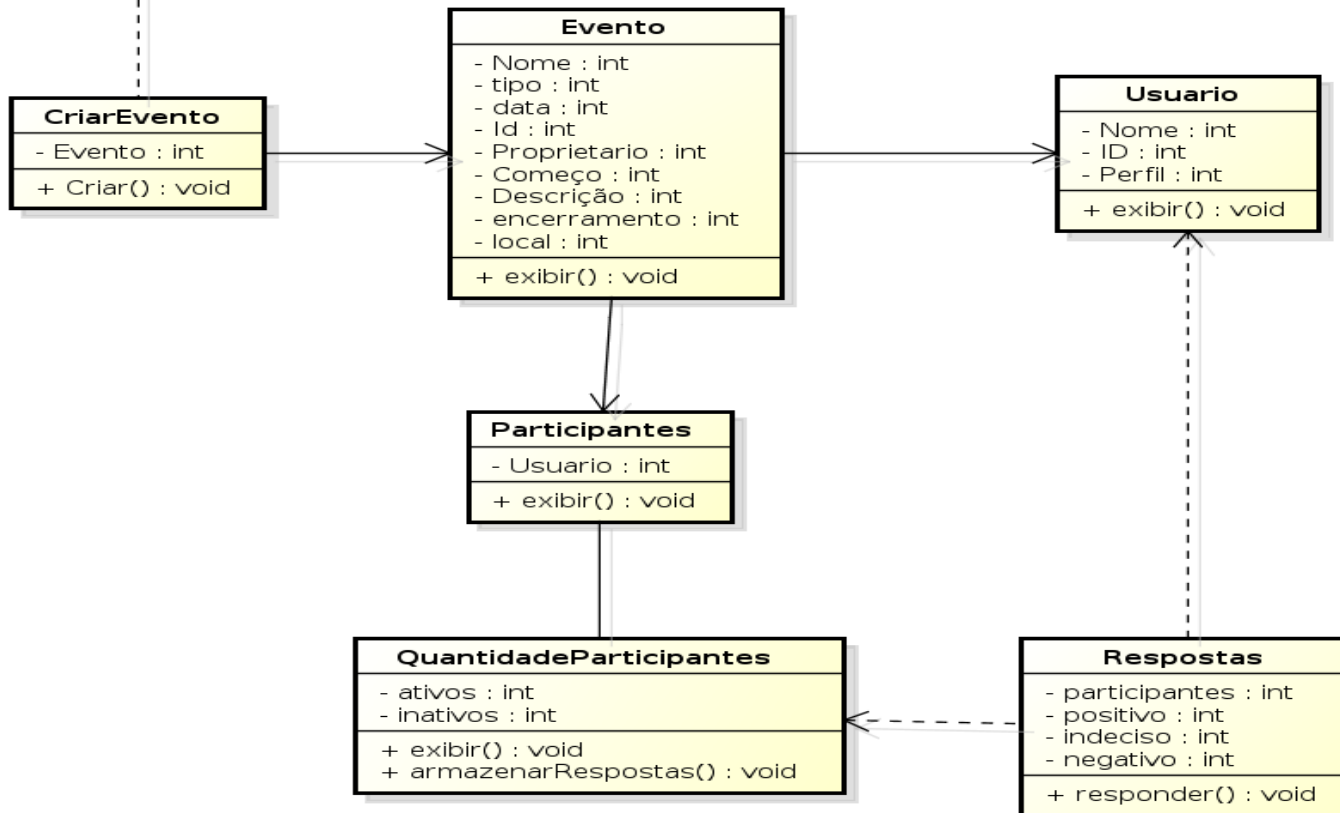 Evento
- Nome : int
- tipo : int
- data : int
- Id : int
- Proprietario : int
- Começo : int
- Descrição : int
- encerramento : int
- local : int
+ exibir() : void
CriarEvento
- Evento : int
+ Criar() : void
Usuario
- Nome : int
- ID : int
- Perfil : int
+ exibir() : void
Participantes
- Usuario : int
+ exibir() : void
QuantidadeParticipantes
- ativos : int
- inativos : int
+ exibir() : void
+ armazenarRespostas() : void
Respostas
- participantes : int
- positivo : int
- indeciso : int
- negativo : int
+ responder() : void